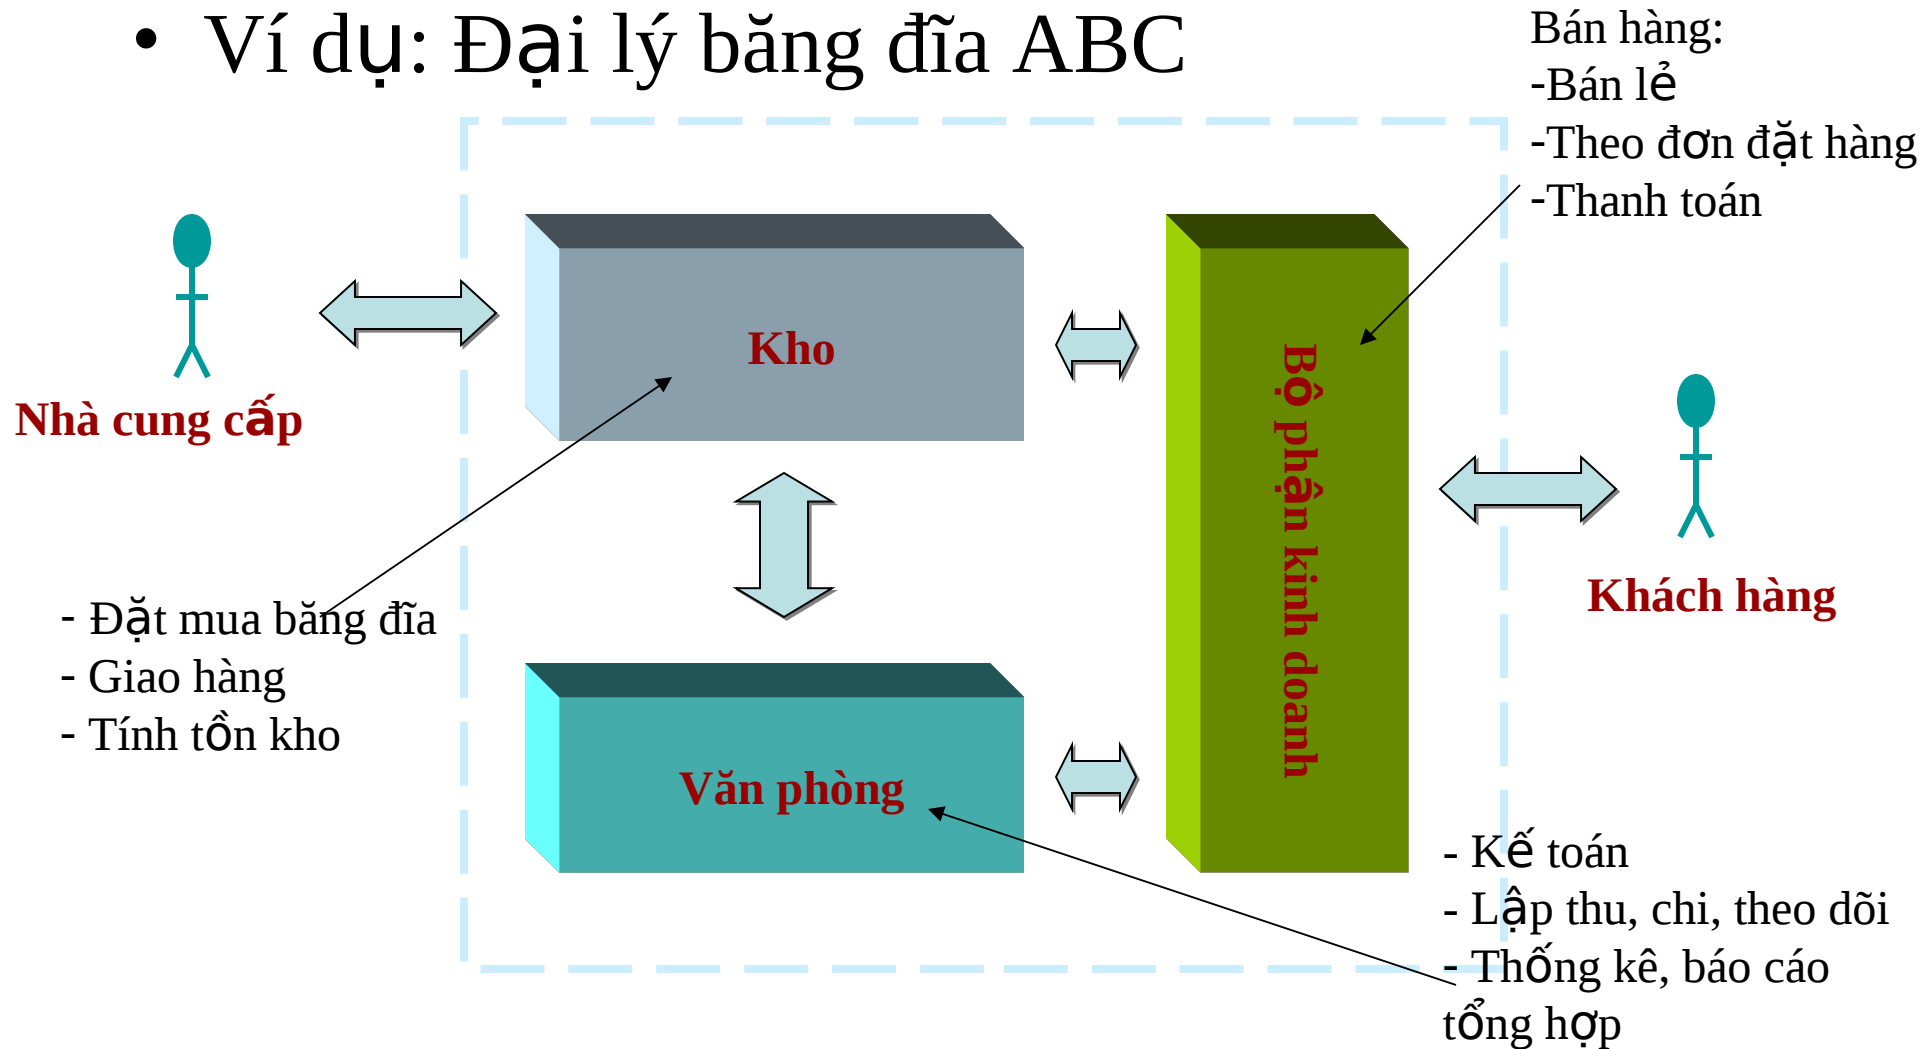 • Ví dụ: Đại lý băng đĩa ABC
Bán hàng:
-Bán lẻ
-Theo đơn đặt hàng
-Thanh toán
Kho
Bộ phận kinh doanh
Nhà cung cấp
Khách hàng
- Đặt mua băng đĩa
- Giao hàng
- Tính tồn kho
Văn phòng
- Kế toán
- Lập thu, chi, theo dõi
- Thống kê, báo cáo
tổng hợp